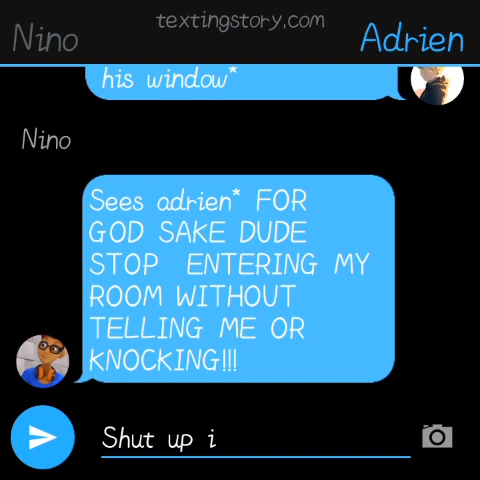 textingstory.com
Nino Adrien
his window*
Nino
Sees adrien* FOR
GOD SAKE DUDE
STOP ENTERING MY
ROOM WITHOUT
TELLING ME OR
KNOCKING!!!
Shut up i